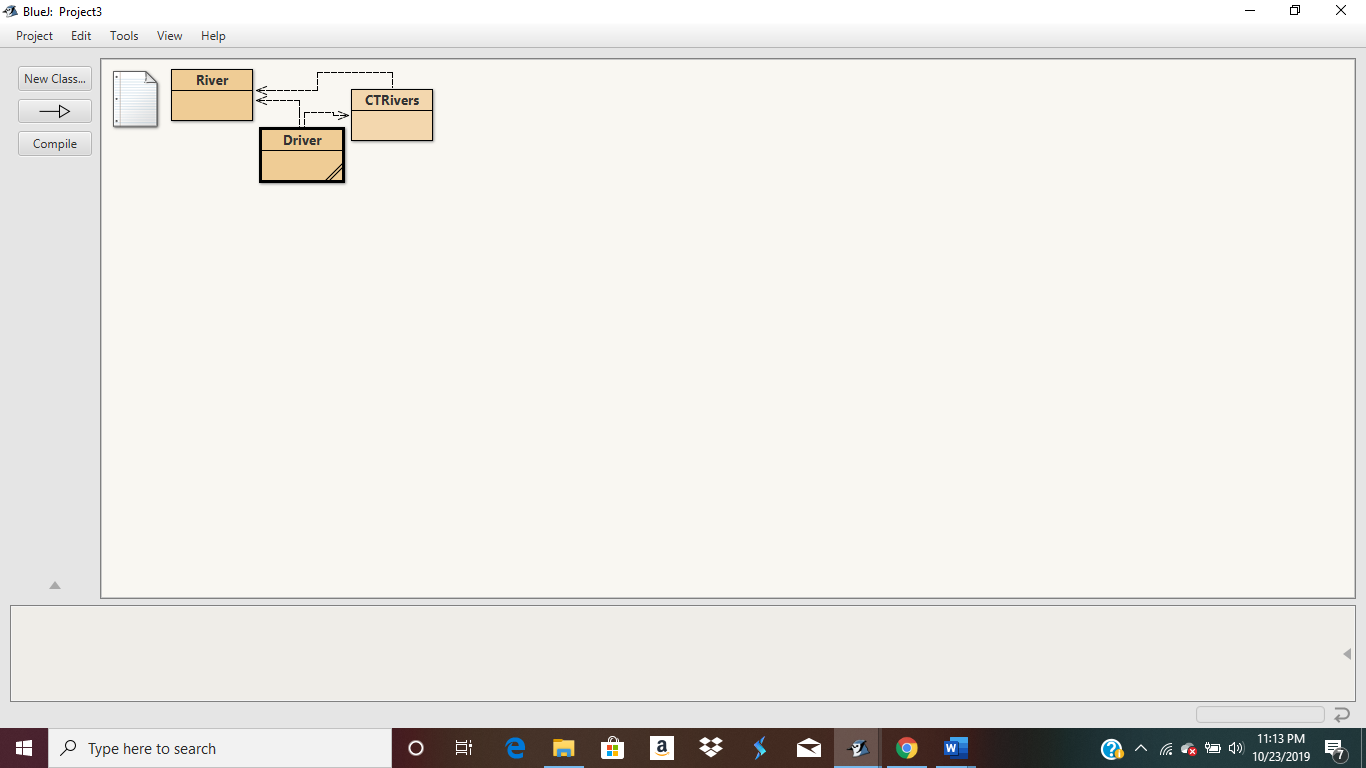 BlueJ: Project3
Project Edit Tools View Help
New Class...
Compile
River
CTRivers
Driver
Type here to search
a
W
11:13 PM
10/23/2019
7